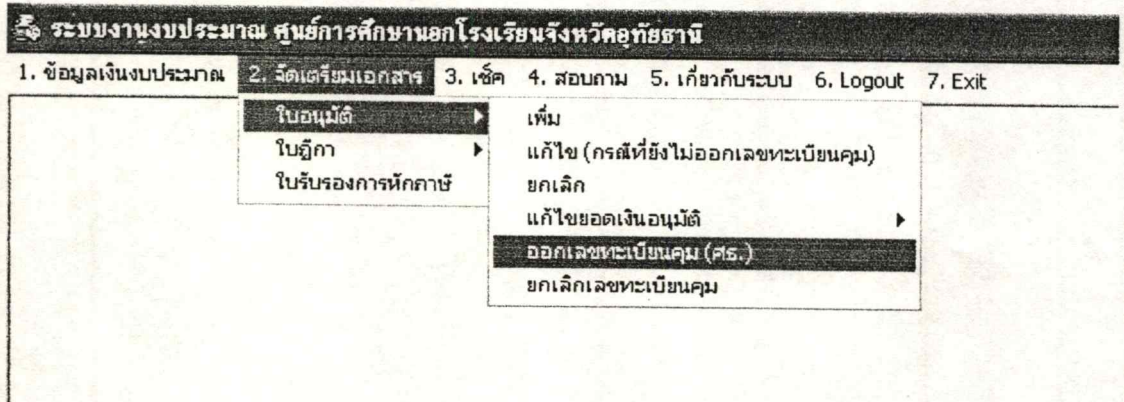 ระบบงานงบประมาณ ศูนย์การศึกษานอกโรงเรียนจังหวัดอุทัยธานี
1. ข้อมูลเงินงบประมาณ 2. จัดเตรียมเอกสาร 3. เช็ค 4. สอบถาม 5. เกี่ยวกับระบบ 6. Logout 7. Exit
ใบอนุมัติ
ใบฎีกา
ใบรับรองการหักภาษี
เพิ่ม
แก้ไข (กรณีที่ยังไม่ออกเลขทะเบียนคุม)
ยกเลิก
แก้ไขยอดเงินอนุมัติ
ออกเลขทะเบียนคุม (ศธ.)
ยกเลิกเลขทะเบียนคุม